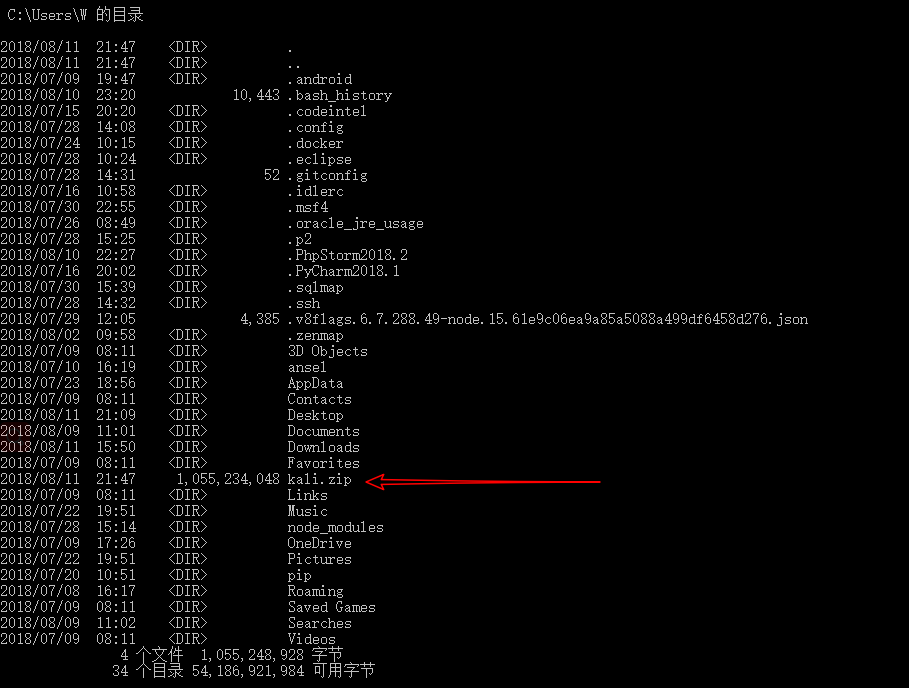 C:\Users\W 的目录
2018/08/11  21:47    <DIR>          .
2018/08/11  21:47    <DIR>          ..
2018/07/09  19:47    <DIR>          .android
2018/08/10  23:20            10,443 .bash_history
2018/07/15  20:20    <DIR>          .codeintel
2018/07/28  14:08    <DIR>          .config
2018/07/24  10:15    <DIR>          .docker
2018/07/28  10:24    <DIR>          .eclipse
2018/07/28  14:31                52 .gitconfig
2018/07/16  10:58    <DIR>          .idlerc
2018/07/30  22:55    <DIR>          .msf4
2018/07/26  08:49    <DIR>          .oracle_jre_usage
2018/07/28  15:25    <DIR>          .p2
2018/08/10  22:27    <DIR>          .PhpStorm2018.2
2018/07/16  20:02    <DIR>          .PyCharm2018.1
2018/07/30  15:39    <DIR>          .sqlmap
2018/07/28  14:32    <DIR>          .ssh
2018/07/29  12:05             4,385 .v8flags.6.7.288.49-node.15.61e9c06ea9a85a5088a499df6458d276.json
2018/08/02  09:58    <DIR>          .zenmap
2018/07/09  08:11    <DIR>          3D Objects
2018/07/10  16:19    <DIR>          ansel
2018/07/23  18:56    <DIR>          AppData
2018/07/09  08:11    <DIR>          Contacts
2018/08/11  21:09    <DIR>          Desktop
2018/08/09  11:01    <DIR>          Documents
2018/08/11  15:50    <DIR>          Downloads
2018/07/09  08:11    <DIR>          Favorites
2018/08/11  21:47     1,055,234,048 kali.zip
2018/07/09  08:11    <DIR>          Links
2018/07/22  19:51    <DIR>          Music
2018/07/28  15:14    <DIR>          node_modules
2018/07/09  17:26    <DIR>          OneDrive
2018/07/22  19:51    <DIR>          Pictures
2018/07/20  10:51    <DIR>          pip
2018/07/08  16:17    <DIR>          Roaming
2018/07/09  08:11    <DIR>          Saved Games
2018/08/09  11:02    <DIR>          Searches
2018/07/09  08:11    <DIR>          Videos
4 个文件  1,055,248,928 字节
34 个目录 54,186,921,984 可用字节